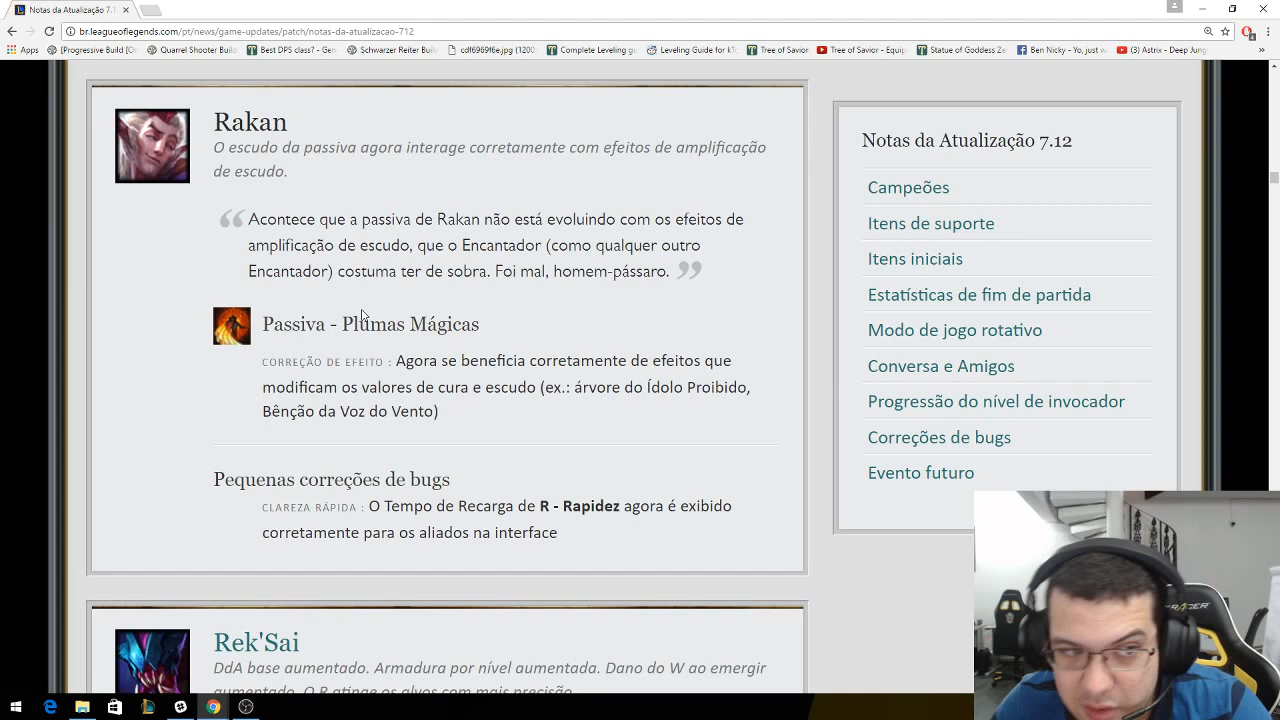 Notas da Atualização 7.12
br.leagueoflegends.com/pt/news/game-updates/patch/notas-da-atualizacao-712
Apps
[Progressive Build [O
Quarrel Shooter Build
Best DPS class? - Gen
Schwarzer Reiter Buil
cdf6969f6e.jpg (1200
Complete Leveling gu
Leveling Guide - kT
Tree of Savior
Tree of Savior - Equip
Statue of Goddess Ze
Ben Nicky - Yo, just w
(3) Astrix - Deep Jung
»
Rakan
O escudo da passiva agora interage corretamente com efeitos de amplificação
de escudo.
“ Acontece que a passiva de Rakan não está evoluindo com os efeitos de
amplificação de escudo, que o Encantador (como qualquer outro
Encantador) costuma ter de sobra. Foi mal, homem-pássaro. ”
Passiva - Plumas Mágicas
CORREÇÃO DE EFEITO : Agora se beneficia corretamente de efeitos que
modificam os valores de cura e escudo (ex.: árvore do Ídolo Proibido,
Bênção da Voz do Vento)
Pequenas correções de bugs
CLAREZA RÁPIDA : O Tempo de Recarga de R - Rapidez agora é exibido
corretamente para os aliados na interface
Rek'Sai
DdA base aumentado. Armadura por nível aumentada. Dano do W ao emergir
aumentado. O R atinge os alvos com mais precisão.
Notas da Atualização 7.12
Campeões
Itens de suporte
Itens iniciais
Estatísticas de fim de partida
Modo de jogo rotativo
Conversa e Amigos
Progressão do nível de invocador
Correções de bugs
Evento futuro